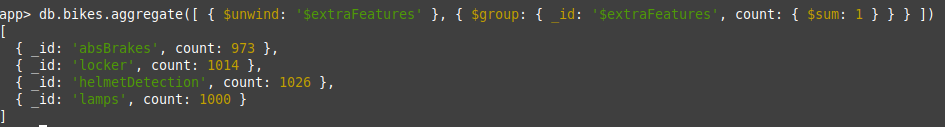 app> db.bikes.aggregate([ { $unwind: '$extraFeatures' }, { $group: { _id: '$extraFeatures', count: { $sum: 1 } } } ])
[
  { _id: 'absBrakes', count: 973 },
  { _id: 'locker', count: 1014 },
  { _id: 'helmetDetection', count: 1026 },
  { _id: 'lamps', count: 1000 }
]